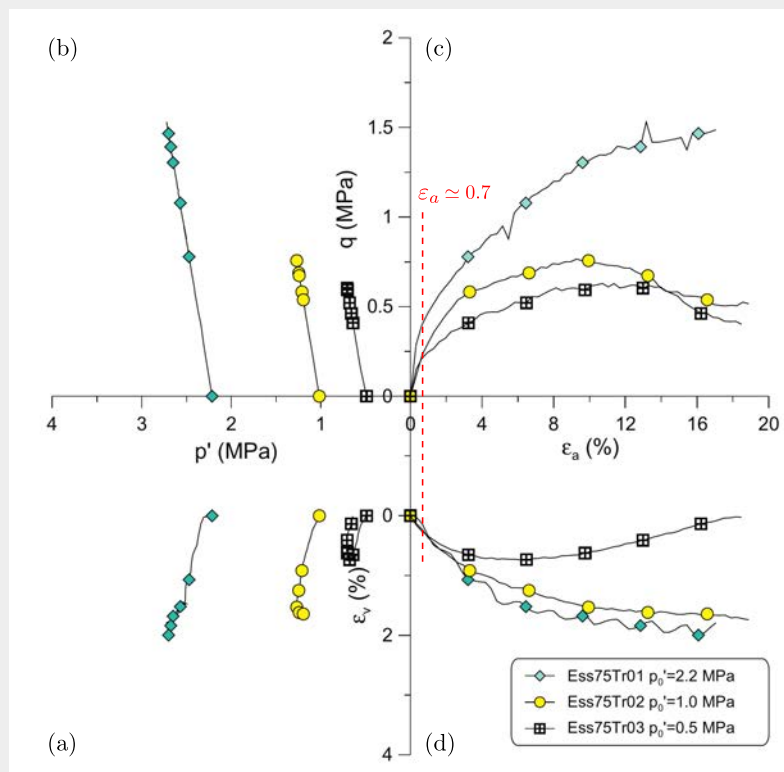 (b)
(c)
2
1.5
1
0.5
0
q (MPa)
εₐ ≃ 0.7
4
3
2
1
0
4
8
12
16
20
p' (MPa)
εₐ (%)
0
2
4
εᵥ (%)
Ess75Tr01 p₀'=2.2 MPa
Ess75Tr02 p₀'=1.0 MPa
Ess75Tr03 p₀'=0.5 MPa
(a)
(d)